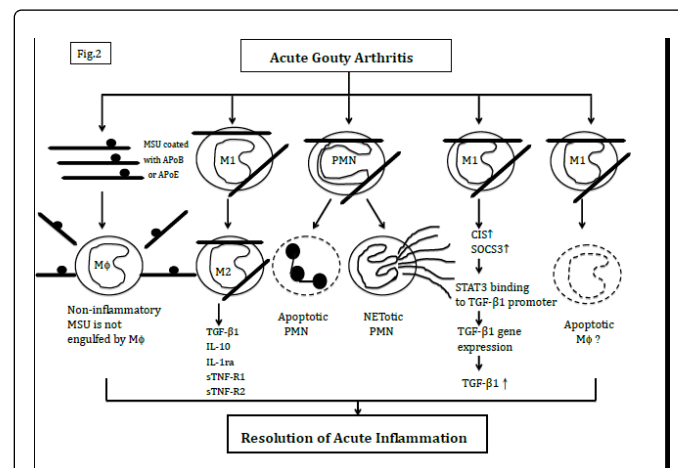 Fig.2
Acute Gouty Arthritis
MSU coated
with APoB
or APoE
M1
PMN
M1
M1
Mϕ
Non-inflammatory
MSU is not
engulfed by Mϕ
M2
TGF-β1
IL-10
IL-1ra
sTNF-R1
sTNF-R2
Apoptotic
PMN
NETotic
PMN
CIS↑
SOCS3↑
STAT3 binding
to TGF-β1 promoter
TGF-β1 gene
expression
TGF-β1 ↑
Apoptotic
Mϕ ?
Resolution of Acute Inflammation